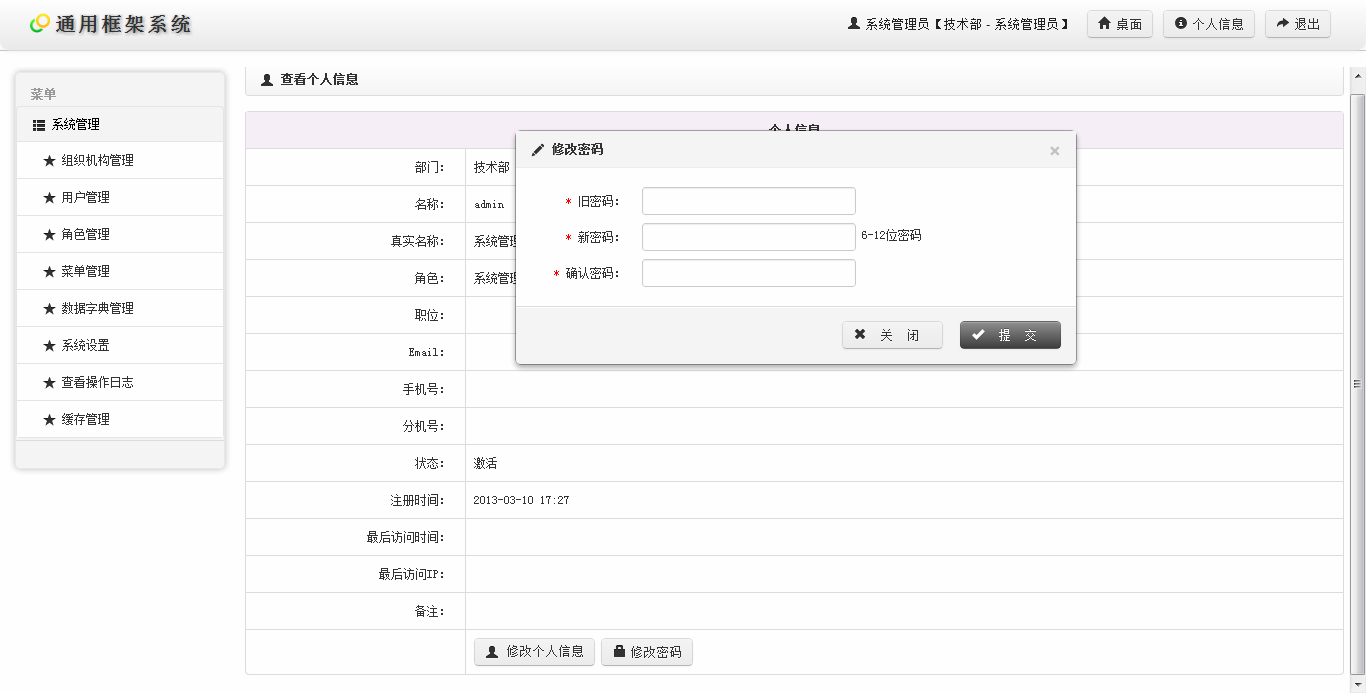 通用框架系统
系统管理员【技术部 - 系统管理员】 桌面 个人信息 退出
菜单
系统管理
组织机构管理
用户管理
角色管理
菜单管理
数据字典管理
系统设置
查看操作日志
缓存管理
查看个人信息
个人信息
部门： 技术部
名称： admin
真实名称： 系统管理
角色： 系统管理
职位：
Email：
手机号：
分机号：
状态： 激活
注册时间： 2013-03-10 17:27
最后访问时间：
最后访问IP：
备注：
修改个人信息 修改密码
修改密码 ×
* 旧密码：
* 新密码： 6-12位密码
* 确认密码：
关 闭 提 交